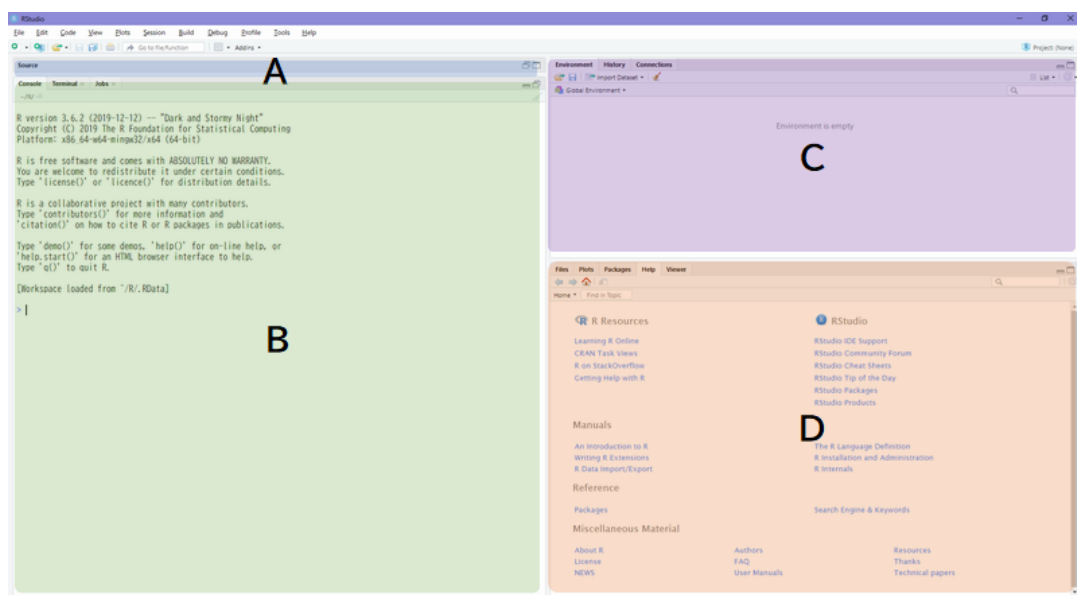 RStudio
File Edit Code View Plots Session Build Debug Profile Tools Help
Go to file/function Addins
Project: (None)
Source
A
Console Terminal Jobs
~/R/
R version 3.6.2 (2019-12-12) -- "Dark and Stormy Night"
Copyright (C) 2019 The R Foundation for Statistical Computing
Platform: x86_64-w64-mingw32/x64 (64-bit)
R is free software and comes with ABSOLUTELY NO WARRANTY.
You are welcome to redistribute it under certain conditions.
Type 'license()' or 'licence()' for distribution details.
R is a collaborative project with many contributors.
Type 'contributors()' for more information and
'citation()' on how to cite R or R packages in publications.
Type 'demo()' for some demos, 'help()' for on-line help, or
'help.start()' for an HTML browser interface to help.
Type 'q()' to quit R.
[Workspace loaded from ~/R/.RData]
>
B
Environment History Connections
Import Dataset List
Global Environment
Environment is empty
C
Files Plots Packages Help Viewer
Home Find in Topic
R Resources
Learning R Online
CRAN Task Views
R on StackOverflow
Getting Help with R
RStudio
RStudio IDE Support
RStudio Community Forum
RStudio Cheat Sheets
RStudio Tip of the Day
RStudio Packages
RStudio Products
D
Manuals
An Introduction to R The R Language Definition
Writing R Extensions R Installation and Administration
R Data Import/Export R Internals
Reference
Packages Search Engine & Keywords
Miscellaneous Material
About R Authors Resources
License FAQ Thanks
NEWS User Manuals Technical papers